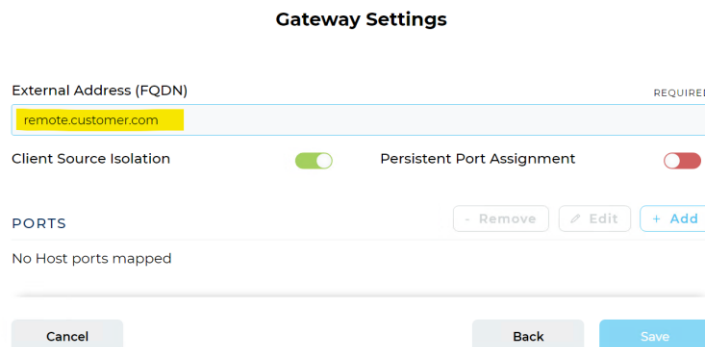 Gateway Settings
External Address (FQDN) REQUIRED
remote.customer.com
Client Source Isolation Persistent Port Assignment
PORTS - Remove Edit + Add
No Host ports mapped
Cancel Back Save